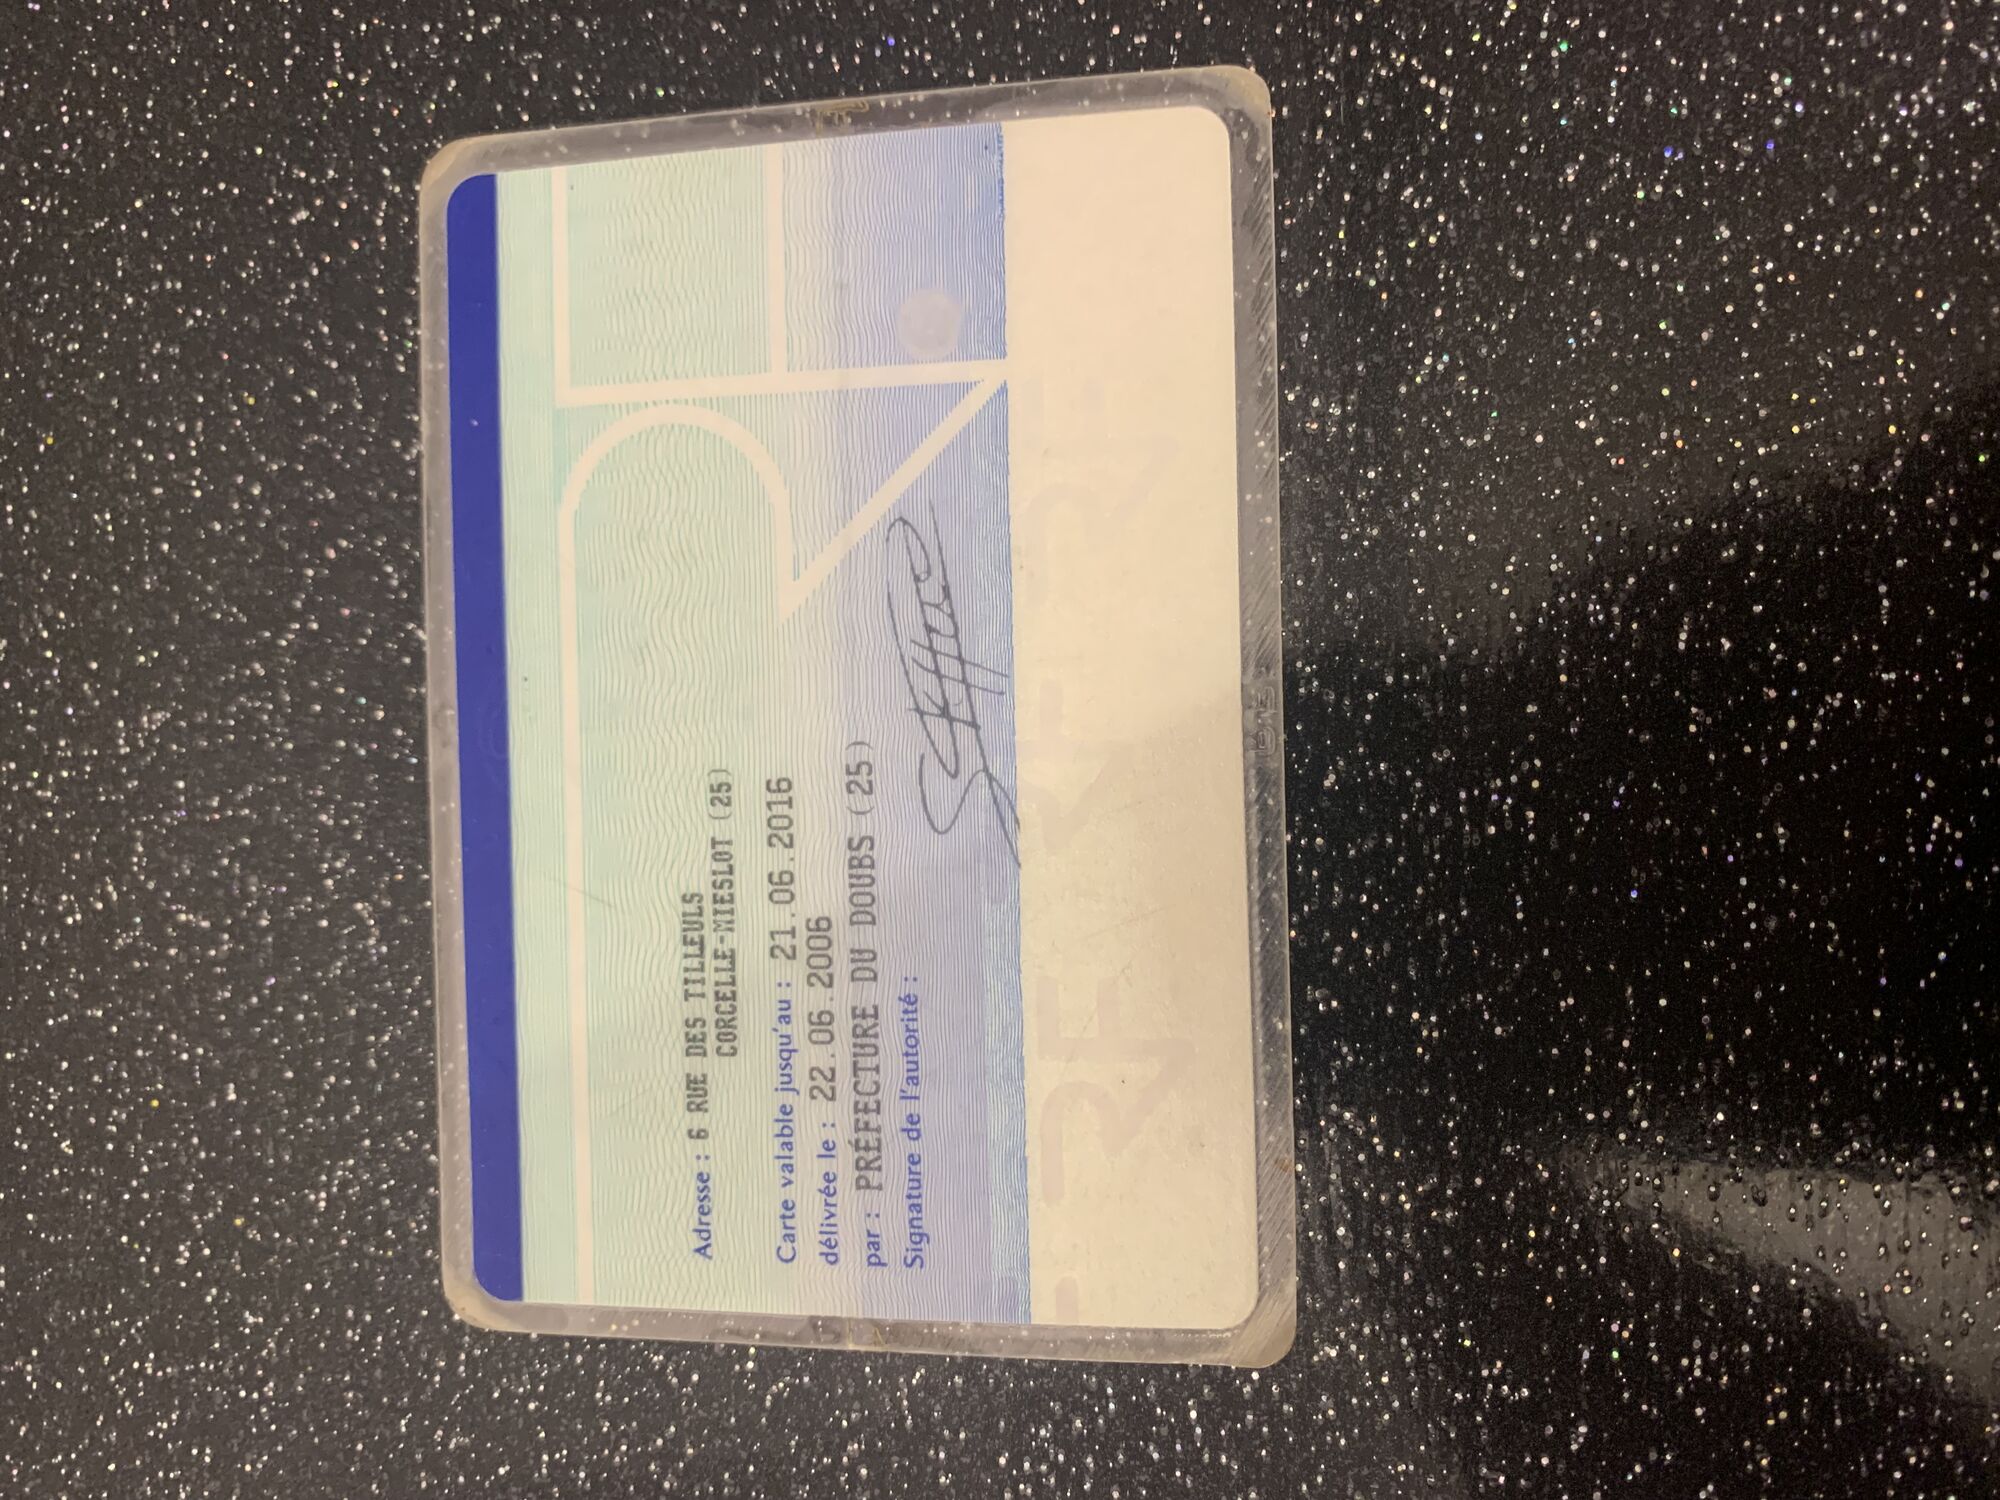 Adresse : 6 RUE DES TILLEULS
CORCELLE-MIESLOT (25)
Carte valable jusqu'au : 21.06.2016
délivrée le : 22.06.2006
par : PRÉFECTURE DU DOUBS (25)
Signature de l'autorité :
RF